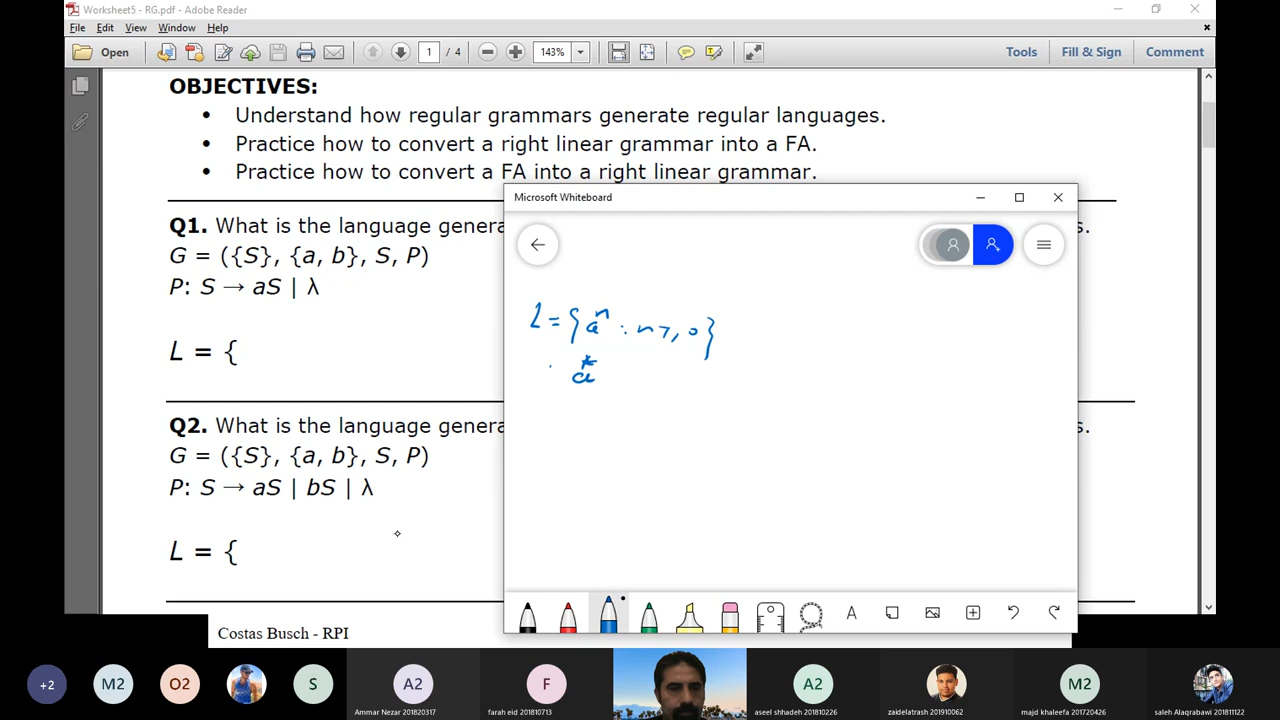 Worksheet5 - RG.pdf - Adobe Reader
File Edit View Window Help
Open 1 / 4 143% Tools Fill & Sign Comment
OBJECTIVES:
• Understand how regular grammars generate regular languages.
• Practice how to convert a right linear grammar into a FA.
• Practice how to convert a FA into a right linear grammar.
Q1. What is the language genera s.
G = ({S}, {a, b}, S, P)
P: S → aS | λ
L = {
Q2. What is the language genera s.
G = ({S}, {a, b}, S, P)
P: S → aS | bS | λ
L = {
Microsoft Whiteboard
L = {aⁿ : n ≥ 0}
a*
A
Costas Busch - RPI
+2 M2 O2 S A2 F A2 M2
Ammar Nezar 201820317 farah eid 201810713 aseel shhadeh 201810226 zaidelatrash 201910062 majd khaleefa 201720426 saleh Alaqraawi 201811122